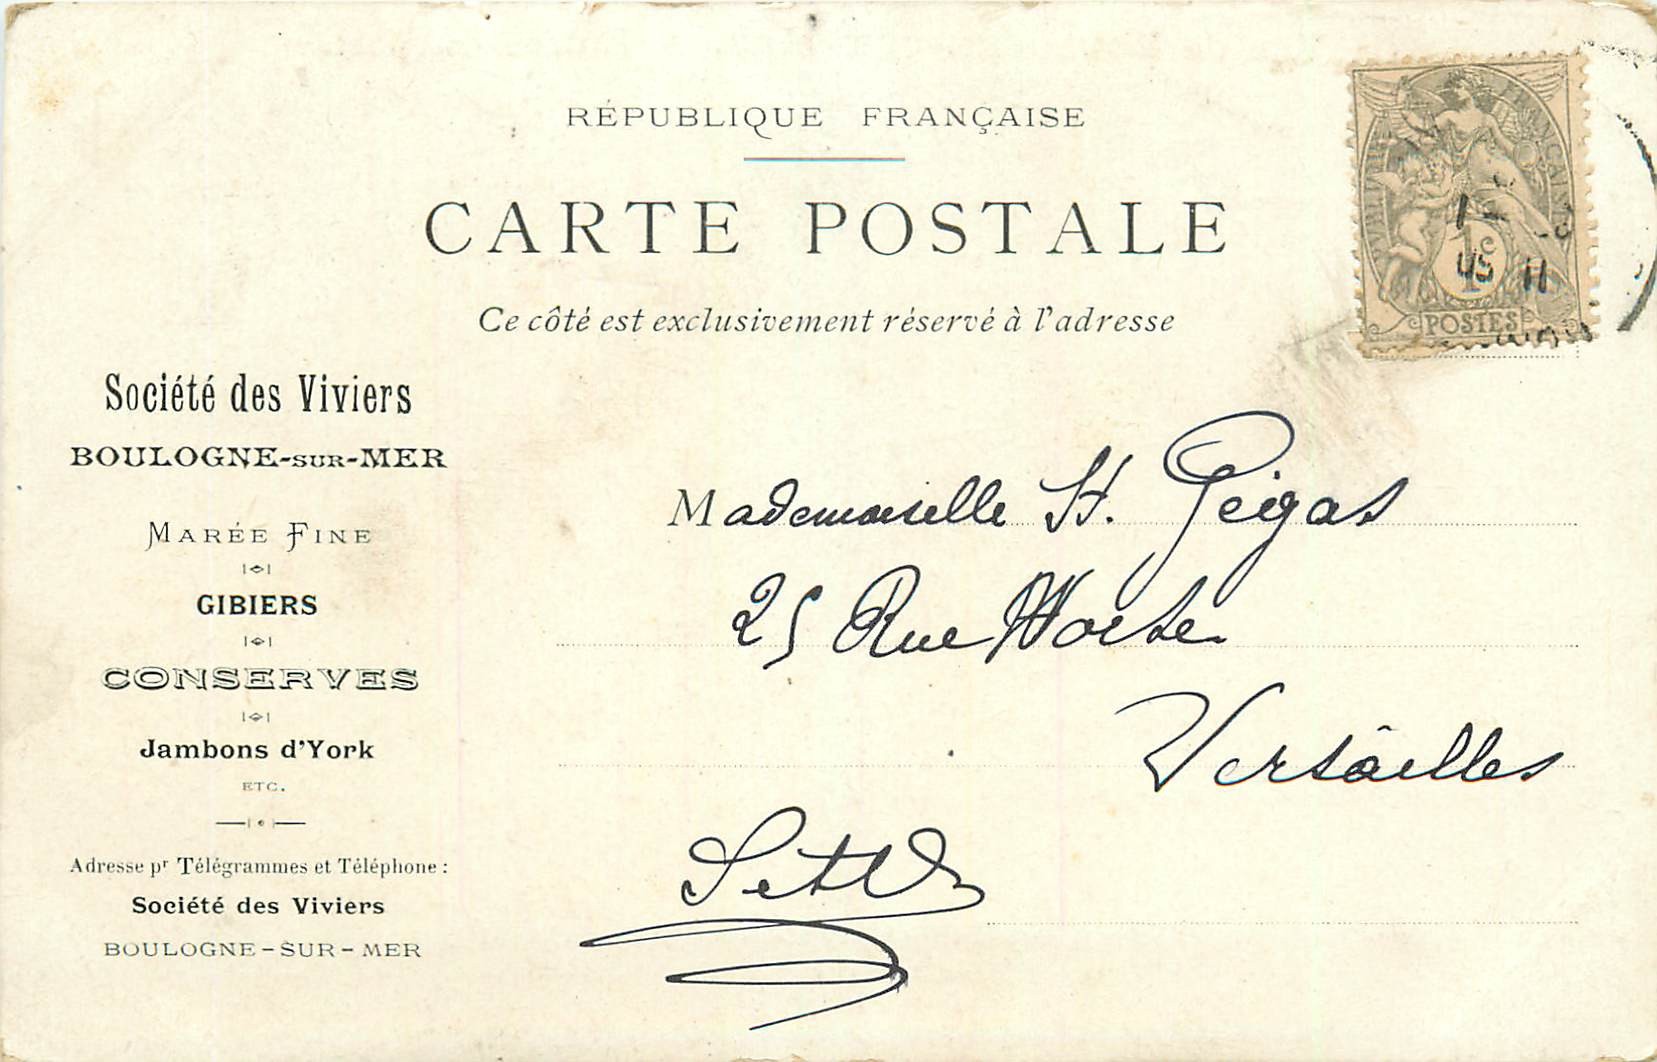 RÉPUBLIQUE FRANÇAISE
CARTE POSTALE
Ce côté est exclusivement réservé à l'adresse
Société des Viviers
BOULOGNE-SUR-MER
MARÉE FINE
GIBIERS
CONSERVES
Jambons d'York
ETC.
Adresse pr Télégrammes et Téléphone :
Société des Viviers
BOULOGNE-SUR-MER
1c
POSTES
Mademoiselle H. Geigas
25 Rue
Versailles